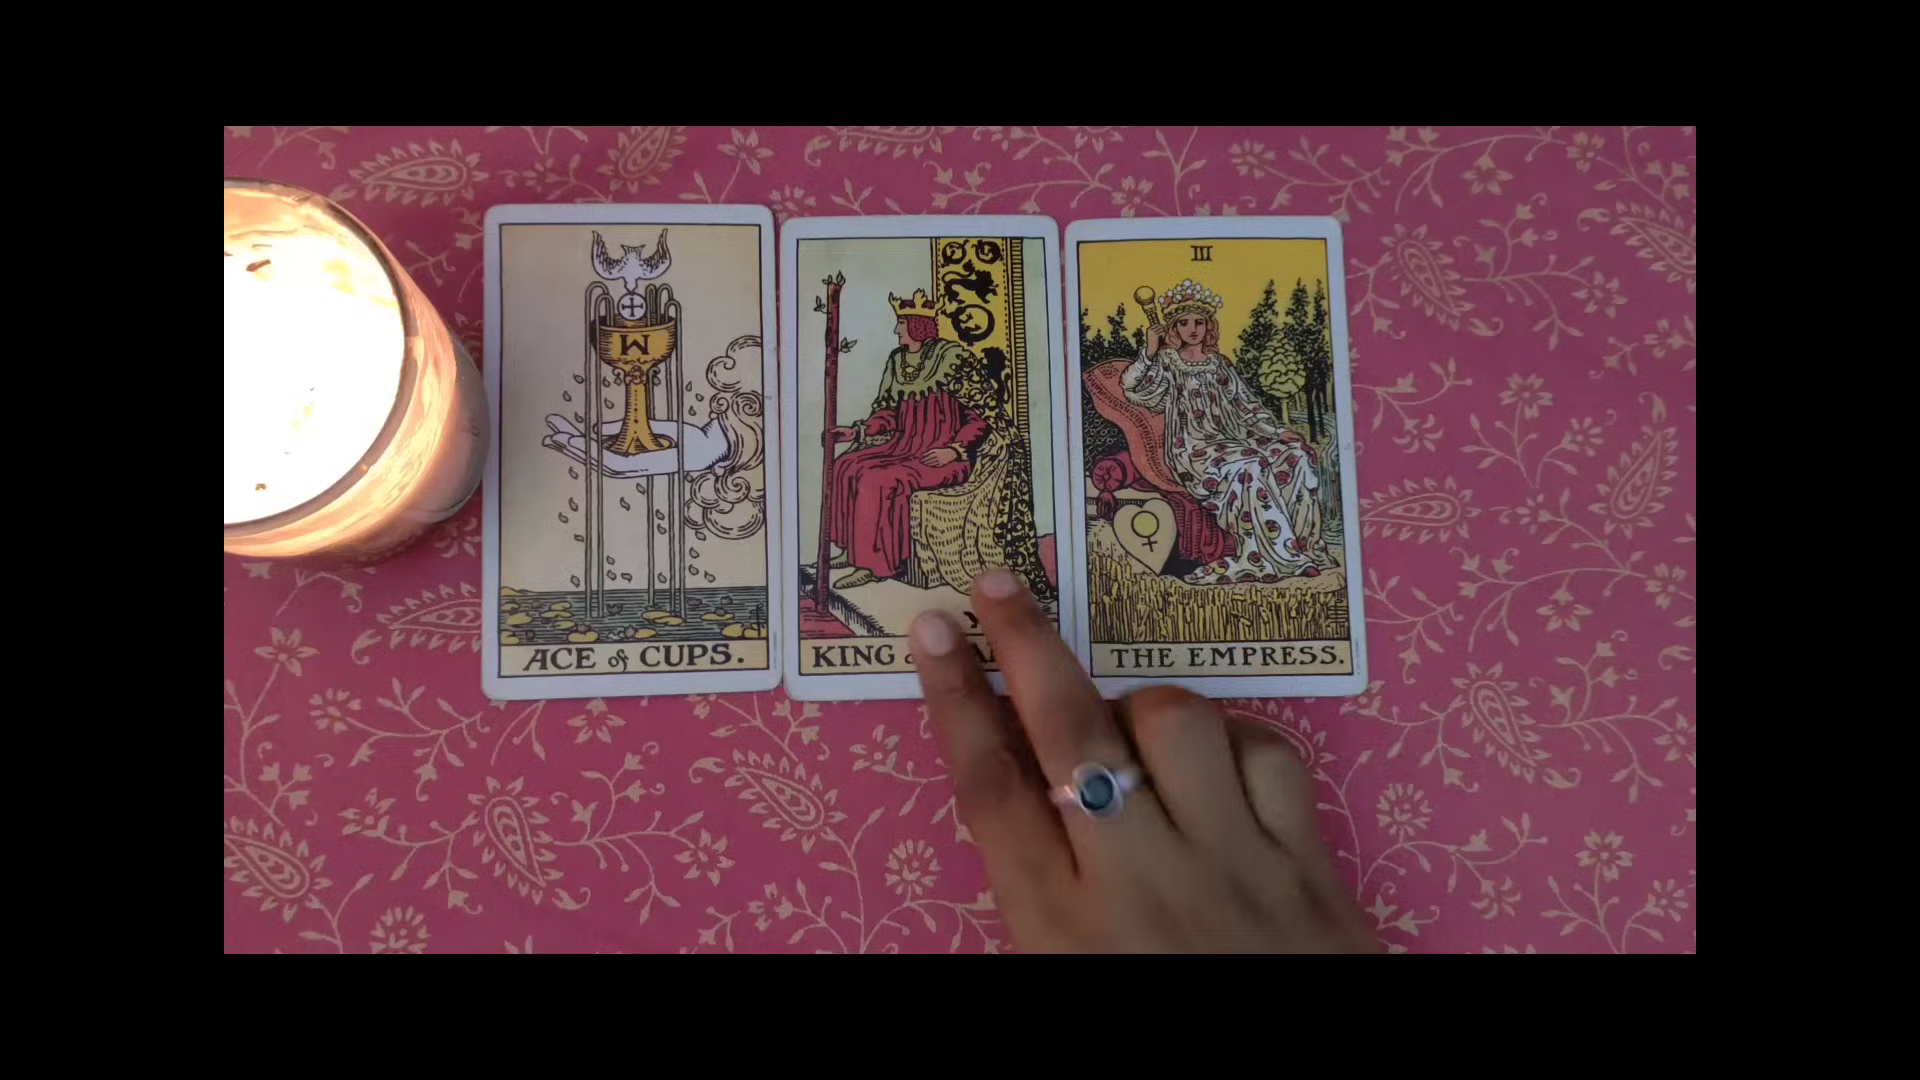 III
W
ACE of CUPS.
KING
THE EMPRESS.